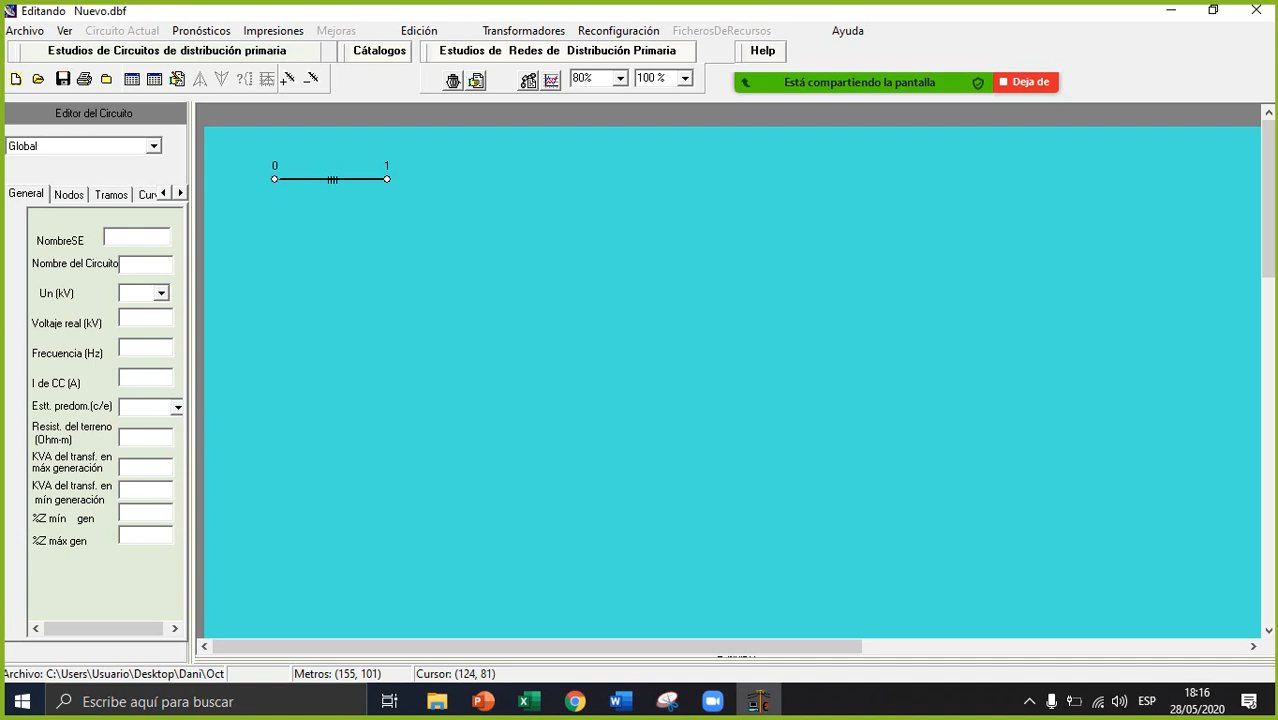 Editando   Nuevo.dbf
Archivo Ver Circuito Actual Pronósticos Impresiones Mejoras Edición Transformadores Reconfiguración FicherosDeRecursos Ayuda
Estudios de Circuitos de distribución primaria Cátalogos Estudios de Redes de Distribución Primaria Help
80% 100 % Está compartiendo la pantalla Deja de
Editor del Circuito
Global
0 1
General Nodos Tramos
NombreSE
Nombre del Circuito
Un (kV)
Voltaje real (kV)
Frecuencia (Hz)
I de CC (A)
Estt. predom.(c/e)
Resist. del terreno
(Ohm-m)
KVA del transf. en
máx generación
KVA del transf. en
mín generación
%Z mín gen
%Z máx gen
Archivo: C:\Users\Usuario\Desktop\Dani\Oct Metros: (155, 101) Cursor: (124, 81)
Escribe aquí para buscar
ESP
18:16
28/05/2020